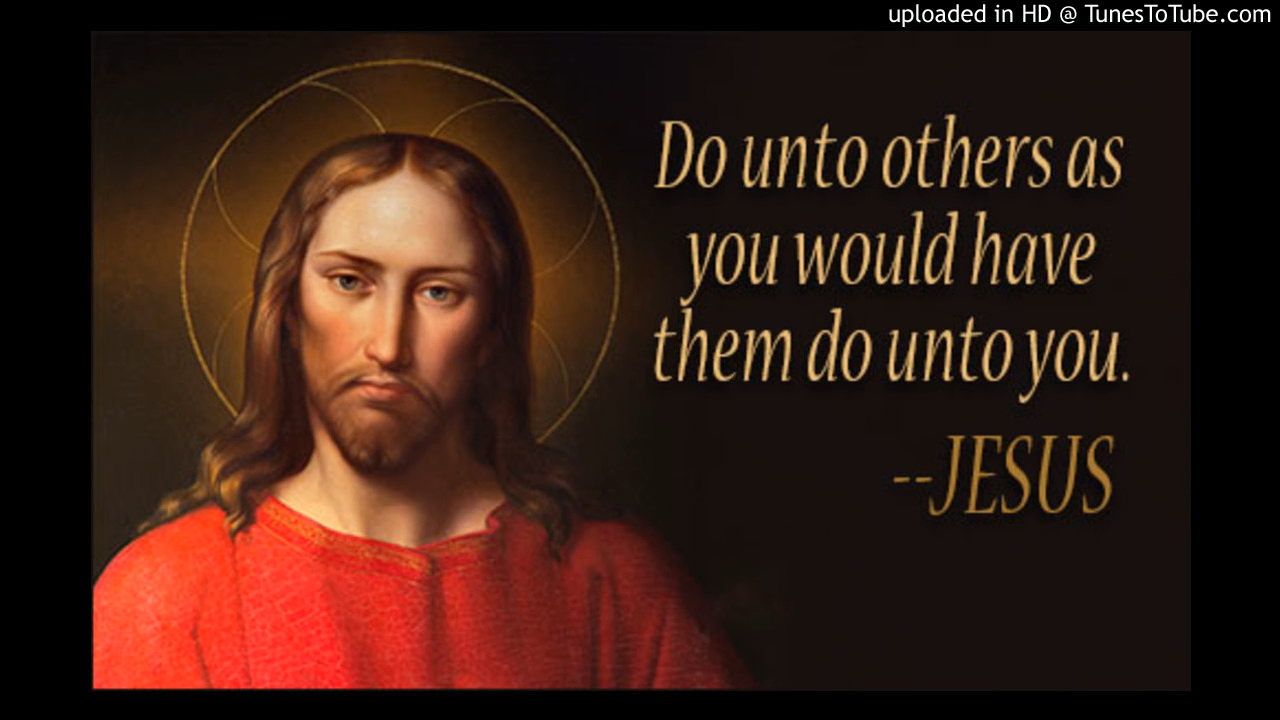 uploaded in HD @ TunesToTube.com
Do unto others as
you would have
them do unto you.
--JESUS